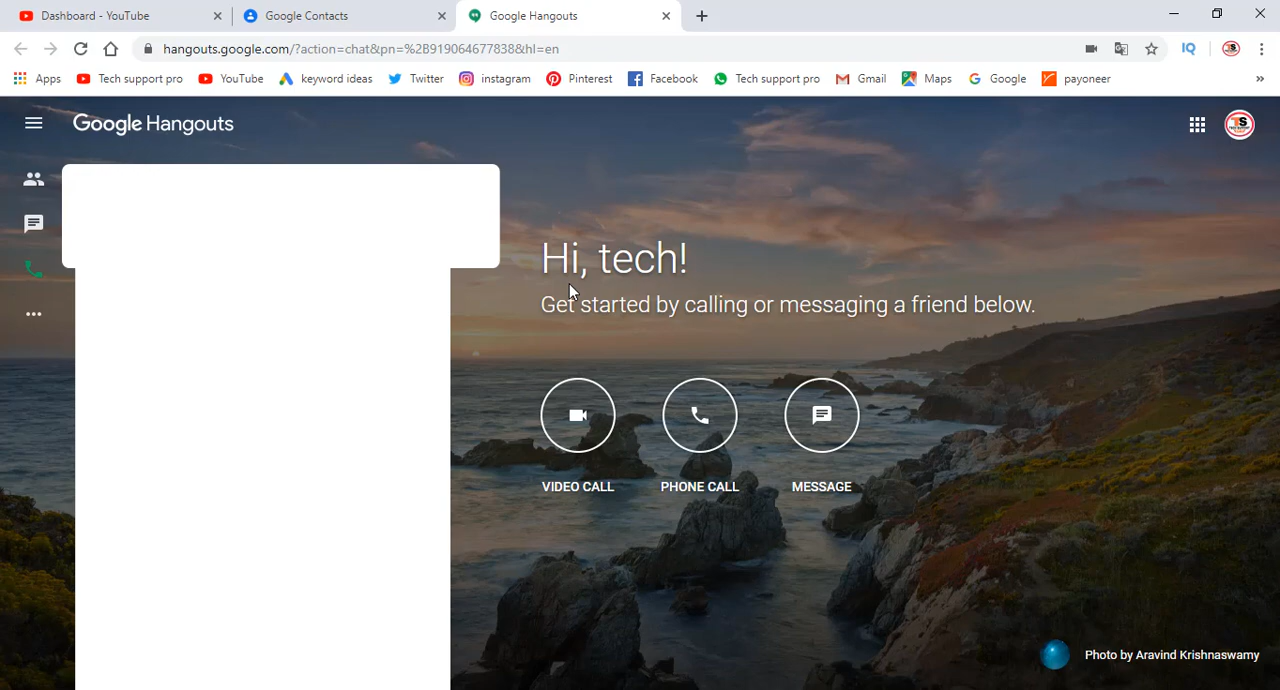 Dashboard - YouTube
Google Contacts
Google Hangouts
hangouts.google.com/?action=chat&pn=%2B919064677838&hl=en
IQ
Apps
Tech support pro
YouTube
keyword ideas
Twitter
instagram
Pinterest
Facebook
Tech support pro
Gmail
Maps
Google
payoneer
»
Google Hangouts
TS
Hi, tech!
Get started by calling or messaging a friend below.
VIDEO CALL
PHONE CALL
MESSAGE
Photo by Aravind Krishnaswamy